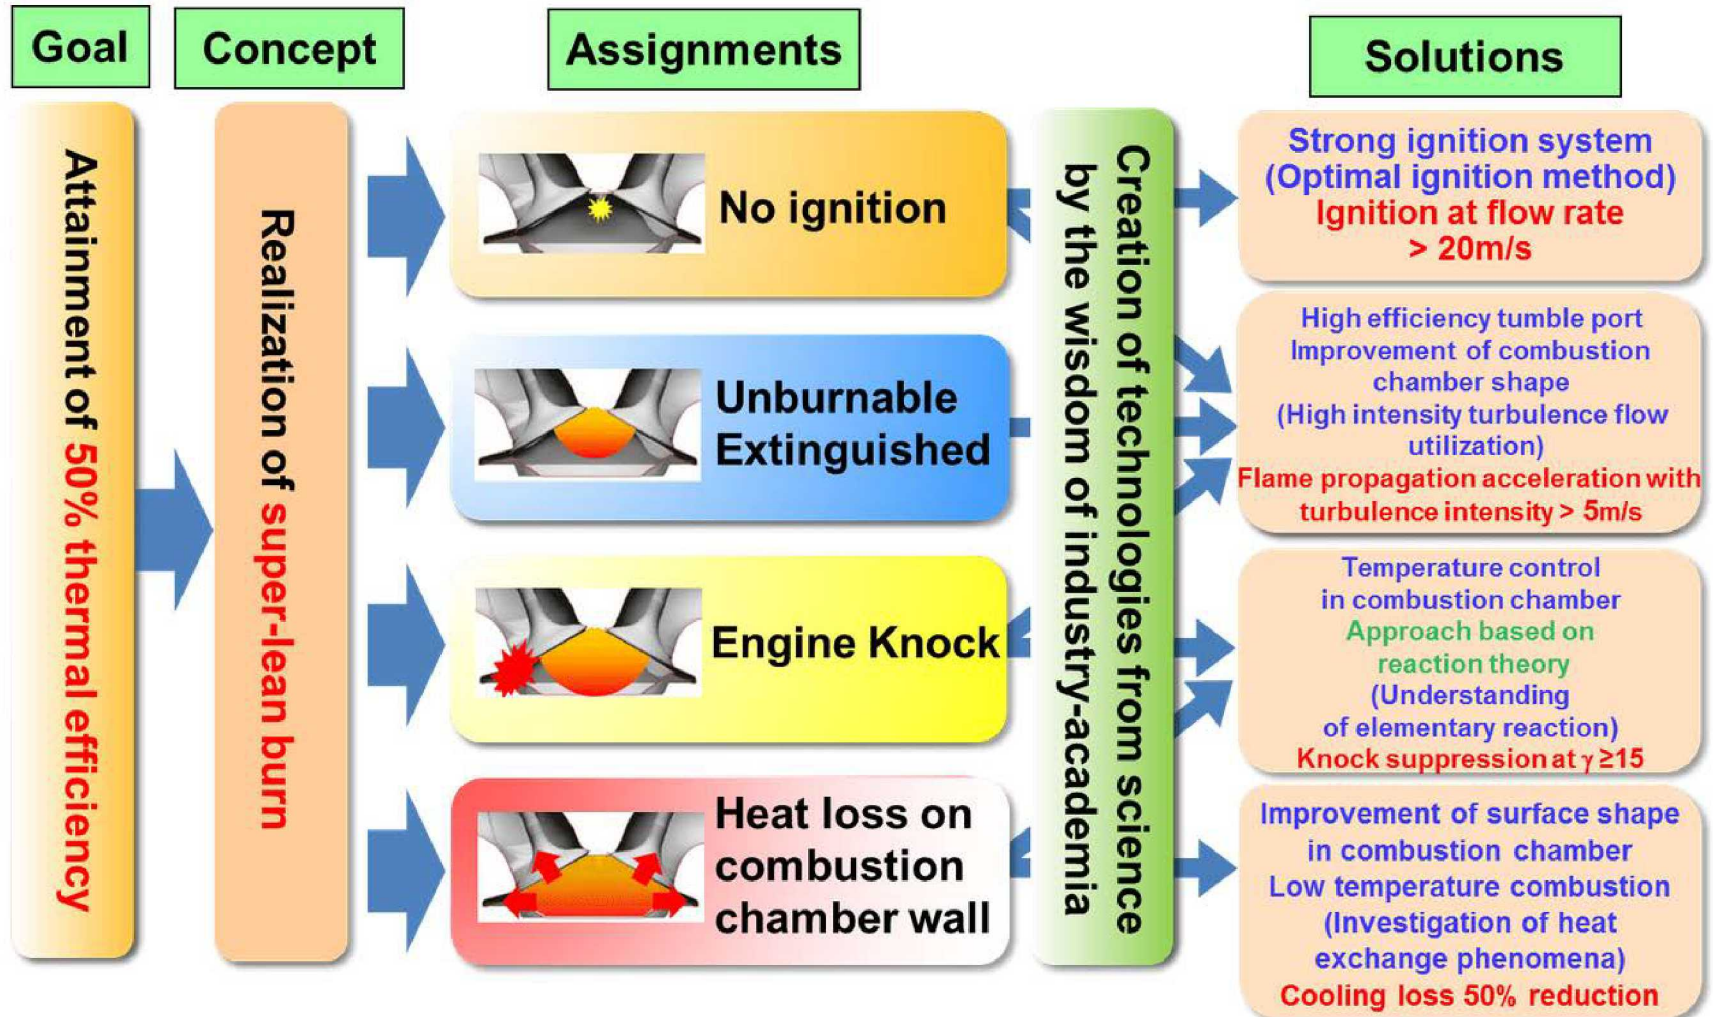 Goal
Concept
Assignments
Solutions
Attainment of 50% thermal efficiency
Realization of super-lean burn
No ignition
Unburnable
Extinguished
Engine Knock
Heat loss on
combustion
chamber wall
Creation of technologies from science
by the wisdom of industry-academia
Strong ignition system
(Optimal ignition method)
Ignition at flow rate
> 20m/s
High efficiency tumble port
Improvement of combustion
chamber shape
(High intensity turbulence flow
utilization)
Flame propagation acceleration with
turbulence intensity > 5m/s
Temperature control
in combustion chamber
Approach based on
reaction theory
(Understanding
of elementary reaction)
Knock suppression at γ ≥15
Improvement of surface shape
in combustion chamber
Low temperature combustion
(Investigation of heat
exchange phenomena)
Cooling loss 50% reduction